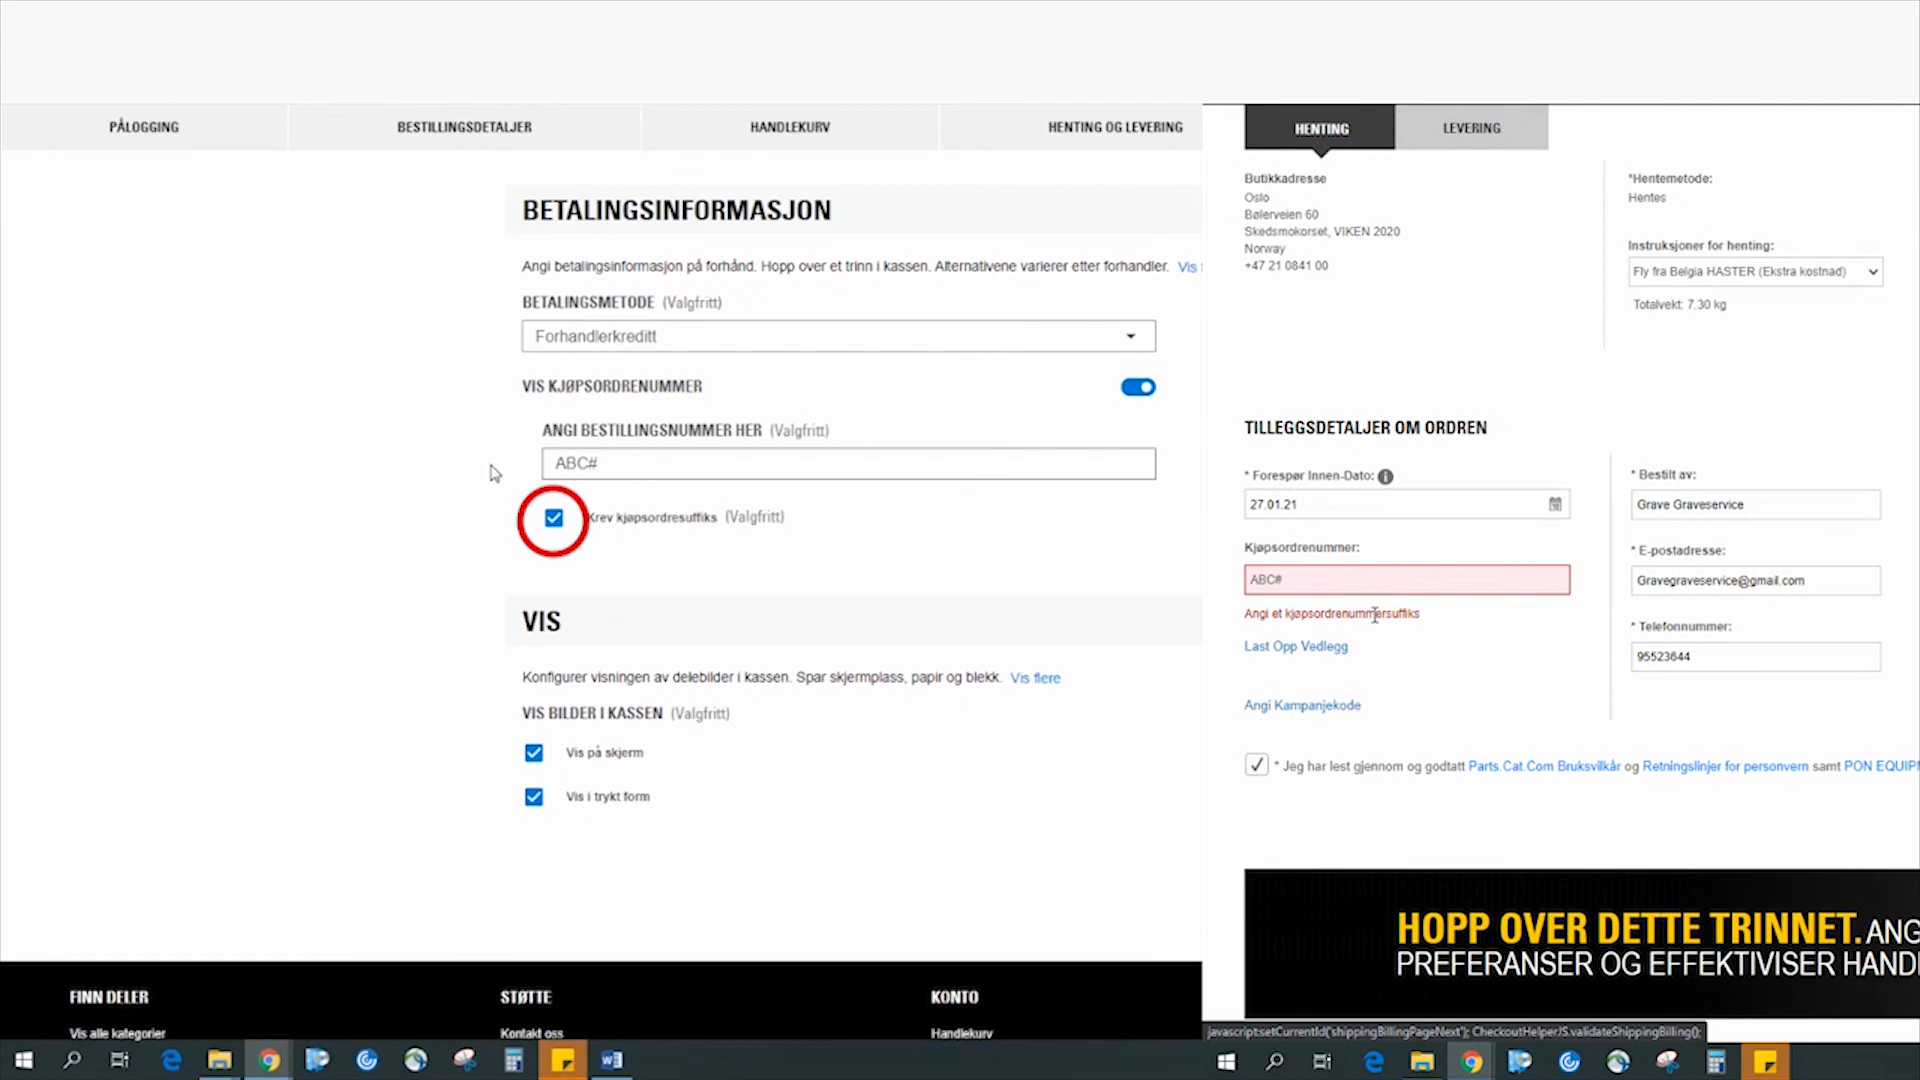 PÅLOGGING
BESTILLINGSDETALJER
HANDLEKURV
HENTING OG LEVERING
BETALINGSINFORMASJON
Angi betalingsinformasjon på forhånd. Hopp over et trinn i kassen. Alternativene varierer etter forhandler. Vis
BETALINGSMETODE (Valgfritt)
Forhandlerkreditt
VIS KJØPSORDRENUMMER
ANGI BESTILLINGSNUMMER HER (Valgfritt)
ABC#
Krev kjøpsordresuffiks (Valgfritt)
VIS
Konfigurer visningen av delebilder i kassen. Spar skjermplass, papir og blekk. Vis flere
VIS BILDER I KASSEN (Valgfritt)
Vis på skjerm
Vis i trykt form
FINN DELER
Vis alle kategorier
STØTTE
Kontakt oss
KONTO
Handlekurv
HENTING
LEVERING
Butikkadresse
Oslo
Bølerveien 60
Skedsmokorset, VIKEN 2020
Norway
+47 21 0841 00
*Hentemetode:
Hentes
Instruksjoner for henting:
Fly fra Belgia HASTER (Ekstra kostnad)
Totalvekt: 7.30 kg
TILLEGGSDETALJER OM ORDREN
* Forespør Innen-Dato:
27.01.21
Kjøpsordrenummer:
ABC#
Angi et kjøpsordrenummersuffiks
Last Opp Vedlegg
Angi Kampanjekode
* Bestilt av:
Grave Graveservice
* E-postadresse:
Gravegraveservice@gmail.com
* Telefonnummer:
95523644
* Jeg har lest gjennom og godtatt Parts.Cat.Com Bruksvilkår og Retningslinjer for personvern samt PON EQUIP
HOPP OVER DETTE TRINNET. ANG
PREFERANSER OG EFFEKTIVISER HANDL
javascript:setCurrentId('shippingBillingPageNext'); CheckoutHelperJS.validateShippingBilling();